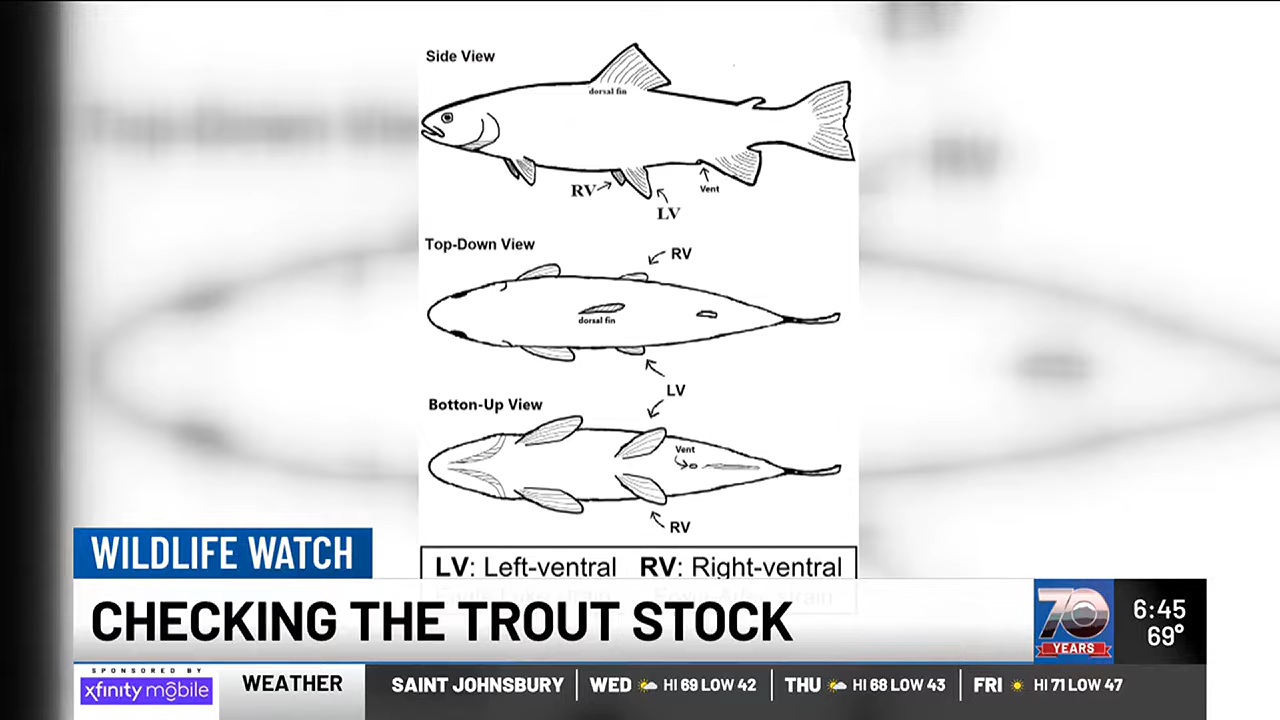 Side View
dorsal fin
RV
LV
Vent
Top-Down View
RV
dorsal fin
LV
Botton-Up View
Vent
RV
LV: Left-ventral RV: Right-ventral
WILDLIFE WATCH
CHECKING THE TROUT STOCK
70
YEARS
6:45
69°
SPONSORED BY
xfinity mobile
WEATHER
SAINT JOHNSBURY
WED HI 69 LOW 42
THU HI 68 LOW 43
FRI HI 71 LOW 47